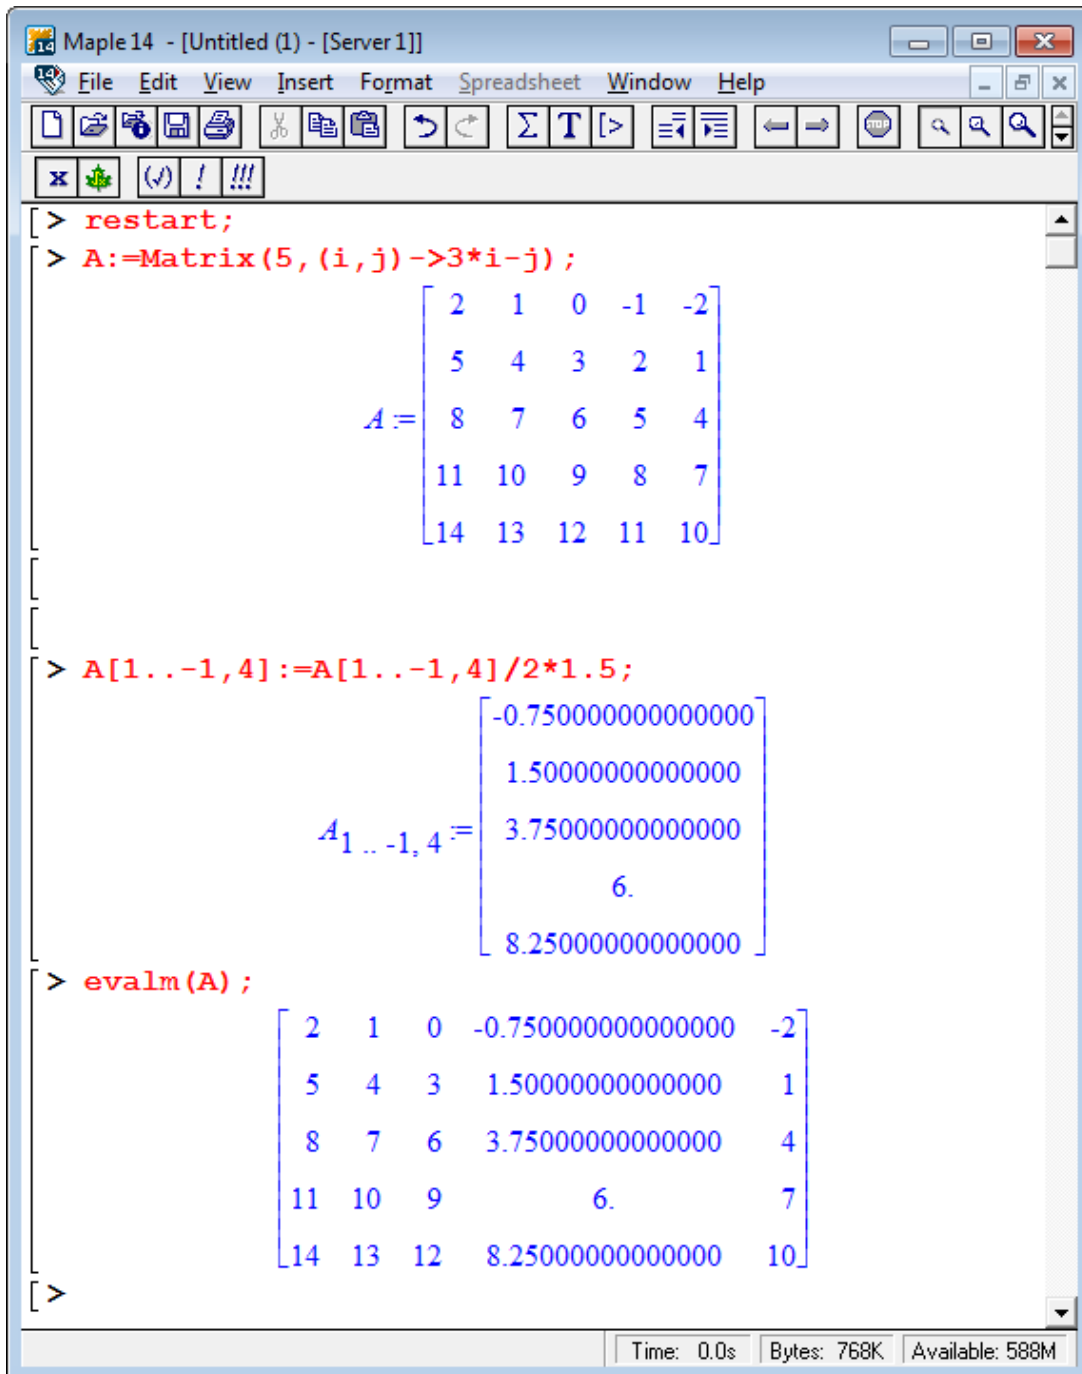 Maple 14 - [Untitled (1) - [Server 1]]
File Edit View Insert Format Spreadsheet Window Help
Σ T [> STOP
x (√) ! !!!
[> restart;
[> A:=Matrix(5,(i,j)->3*i-j);
2 1 0 -1 -2
5 4 3 2 1
A := 8 7 6 5 4
11 10 9 8 7
14 13 12 11 10
[> A[1..-1,4]:=A[1..-1,4]/2*1.5;
-0.750000000000000
1.50000000000000
A1 .. -1, 4 := 3.75000000000000
6.
8.25000000000000
[> evalm(A);
2 1 0 -0.750000000000000 -2
5 4 3 1.50000000000000 1
8 7 6 3.75000000000000 4
11 10 9 6. 7
14 13 12 8.25000000000000 10
[>
Time: 0.0s Bytes: 768K Available: 588M